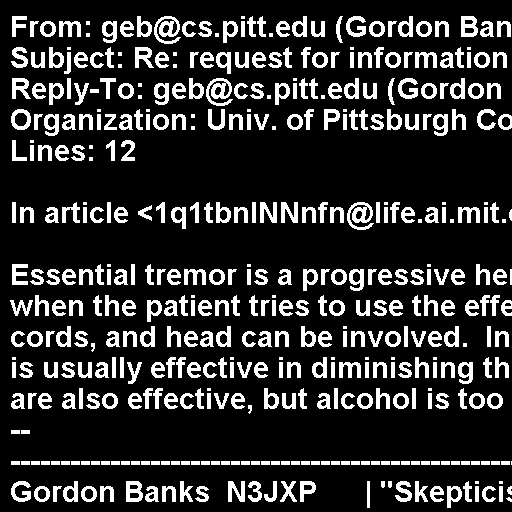 From: geb@cs.pitt.edu (Gordon Ban
Subject: Re: request for information
Reply-To: geb@cs.pitt.edu (Gordon
Organization: Univ. of Pittsburgh Co
Lines: 12
In article <1q1tbnINNnfn@life.ai.mit.
Essential tremor is a progressive her
when the patient tries to use the effe
cords, and head can be involved.  In
is usually effective in diminishing th
are also effective, but alcohol is too
--
----------------------------------------------------------------------------
Gordon Banks  N3JXP      | "Skepticis